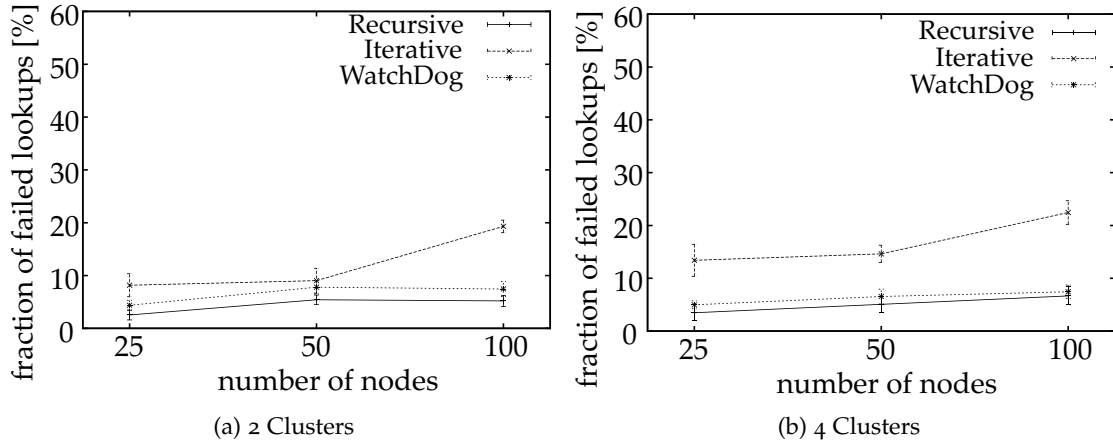 fraction of failed lookups [%]
60
50
40
30
20
10
0
Recursive
Iterative
WatchDog
25
50
100
number of nodes
(a) 2 Clusters
fraction of failed lookups [%]
60
50
40
30
20
10
0
Recursive
Iterative
WatchDog
25
50
100
number of nodes
(b) 4 Clusters